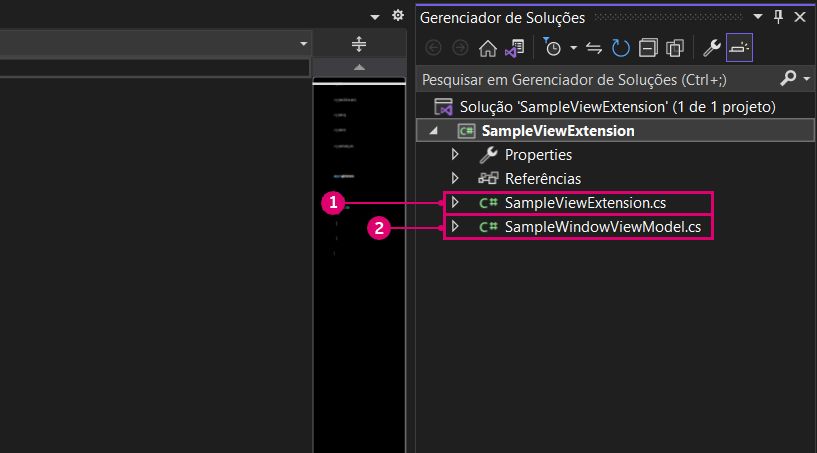 Gerenciador de Soluções
Pesquisar em Gerenciador de Soluções (Ctrl+;)
Solução 'SampleViewExtension' (1 de 1 projeto)
C# SampleViewExtension
Properties
Referências
1 C# SampleViewExtension.cs
2 C# SampleWindowViewModel.cs